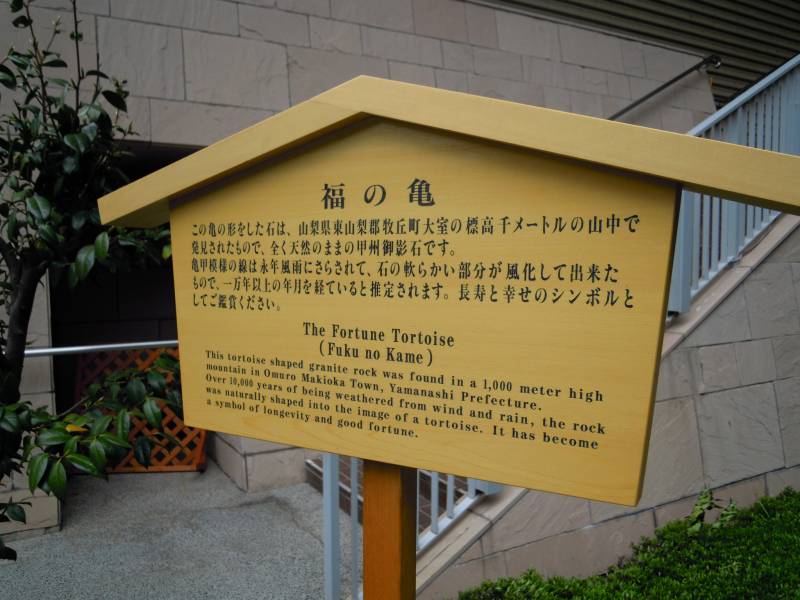 福の亀
この亀の形をした石は、山梨県東山梨郡牧丘町大室の標高千メートルの山中で
発見されたもので、全く天然のままの甲州御影石です。
亀甲模様の線は永年風雨にさらされて、石の軟らかい部分が風化して出来た
もので、一万年以上の年月を経ていると推定されます。長寿と幸せのシンボルと
してご鑑賞ください。
The Fortune Tortoise
(Fuku no Kame)
This tortoise shaped granite rock was found in a 1,000 meter high
mountain in Omuro Makioka Town, Yamanashi Prefecture.
Over 10,000 years of being weathered from wind and rain, the rock
was naturally shaped into the image of a tortoise. It has become
a symbol of longevity and good fortune.